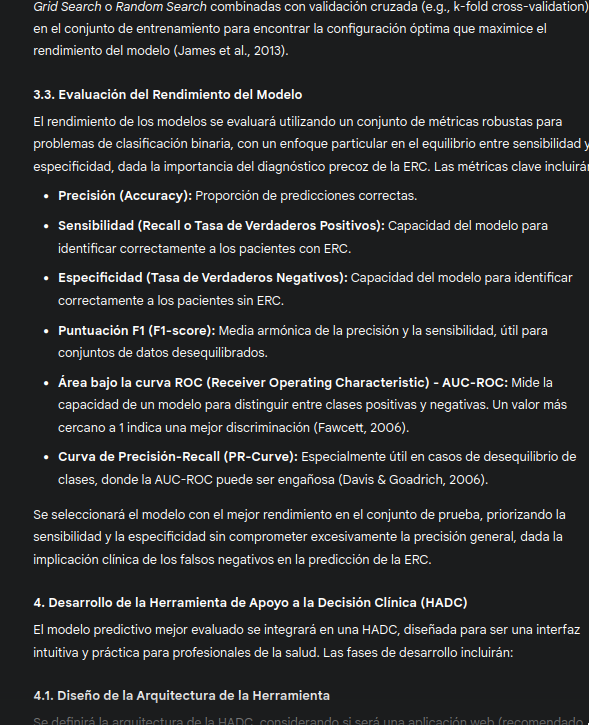 Grid Search o Random Search combinadas con validación cruzada (e.g., k-fold cross-validation)
en el conjunto de entrenamiento para encontrar la configuración óptima que maximice el
rendimiento del modelo (James et al., 2013).
3.3. Evaluación del Rendimiento del Modelo
El rendimiento de los modelos se evaluará utilizando un conjunto de métricas robustas para
problemas de clasificación binaria, con un enfoque particular en el equilibrio entre sensibilidad y
especificidad, dada la importancia del diagnóstico precoz de la ERC. Las métricas clave incluirán
• Precisión (Accuracy): Proporción de predicciones correctas.
• Sensibilidad (Recall o Tasa de Verdaderos Positivos): Capacidad del modelo para
identificar correctamente a los pacientes con ERC.
• Especificidad (Tasa de Verdaderos Negativos): Capacidad del modelo para identificar
correctamente a los pacientes sin ERC.
• Puntuación F1 (F1-score): Media armónica de la precisión y la sensibilidad, útil para
conjuntos de datos desequilibrados.
• Área bajo la curva ROC (Receiver Operating Characteristic) - AUC-ROC: Mide la
capacidad de un modelo para distinguir entre clases positivas y negativas. Un valor más
cercano a 1 indica una mejor discriminación (Fawcett, 2006).
• Curva de Precisión-Recall (PR-Curve): Especialmente útil en casos de desequilibrio de
clases, donde la AUC-ROC puede ser engañosa (Davis & Goadrich, 2006).
Se seleccionará el modelo con el mejor rendimiento en el conjunto de prueba, priorizando la
sensibilidad y la especificidad sin comprometer excesivamente la precisión general, dada la
implicación clínica de los falsos negativos en la predicción de la ERC.
4. Desarrollo de la Herramienta de Apoyo a la Decisión Clínica (HADC)
El modelo predictivo mejor evaluado se integrará en una HADC, diseñada para ser una interfaz
intuitiva y práctica para profesionales de la salud. Las fases de desarrollo incluirán:
4.1. Diseño de la Arquitectura de la Herramienta
Se definirá la arquitectura de la HADC, considerando si será una aplicación web (recomendado